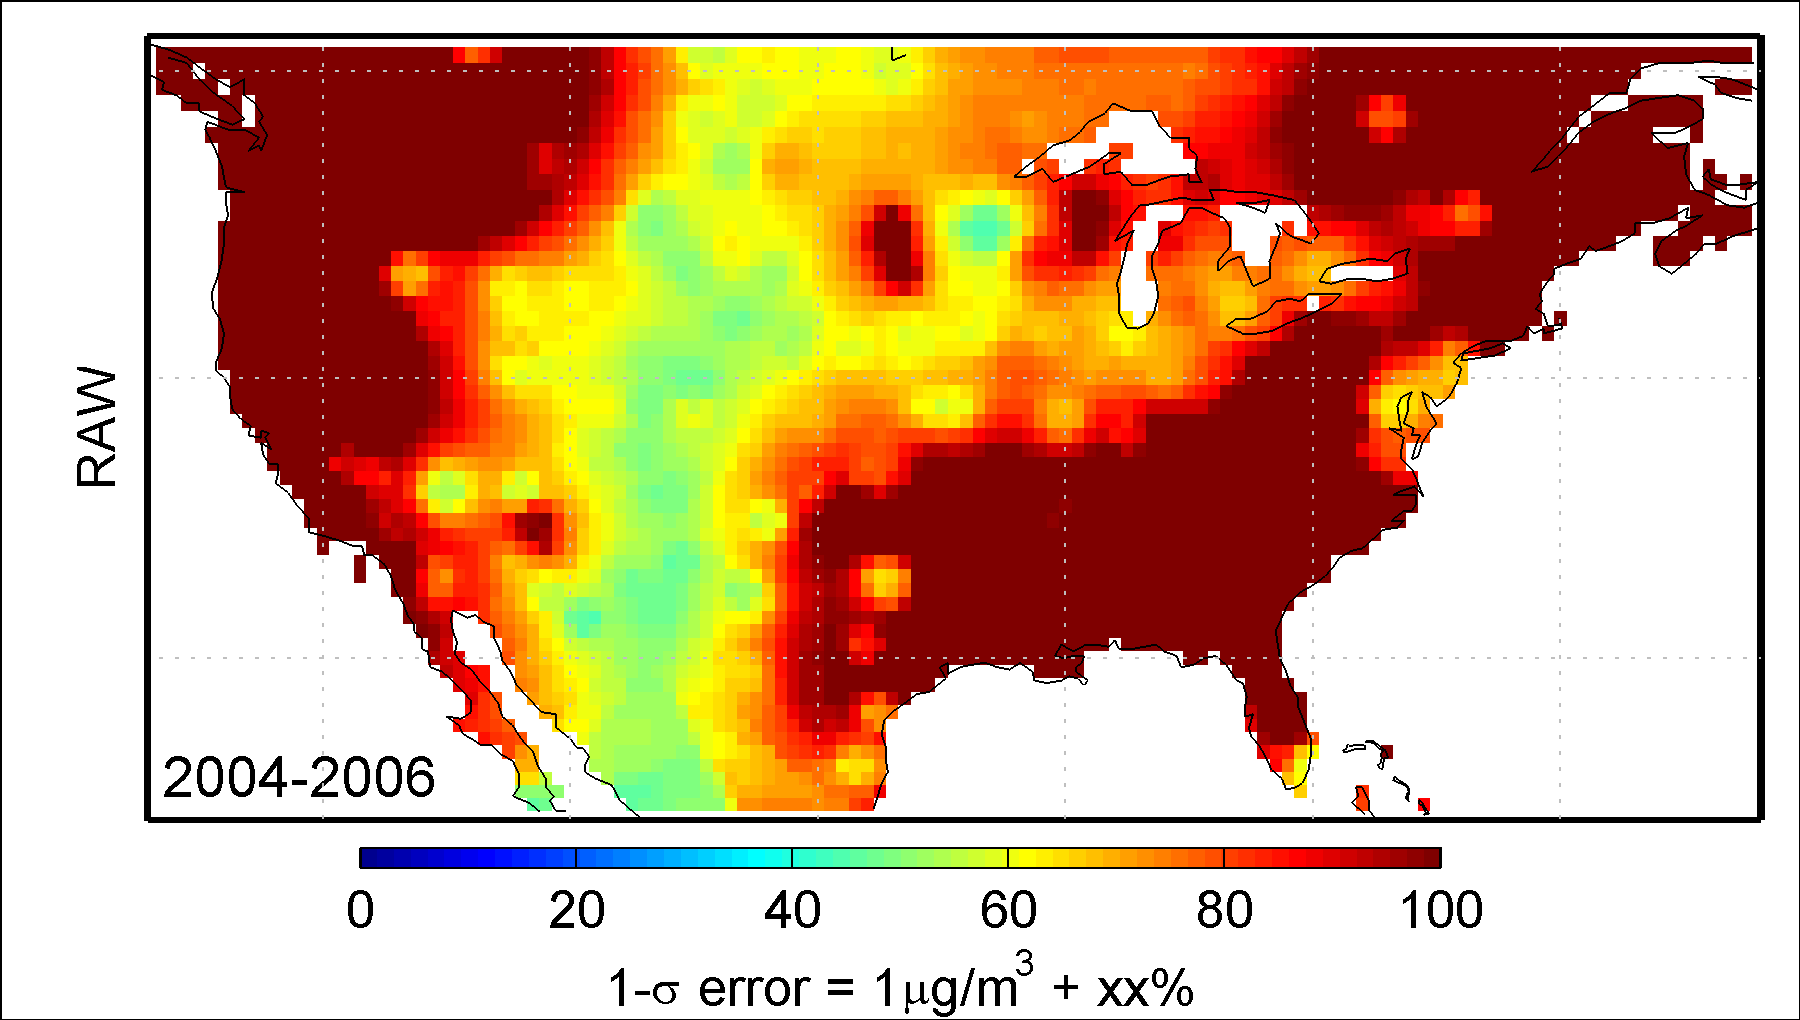 RAW
2004-2006
0 20 40 60 80 100
1-σ error = 1μg/m³ + xx%